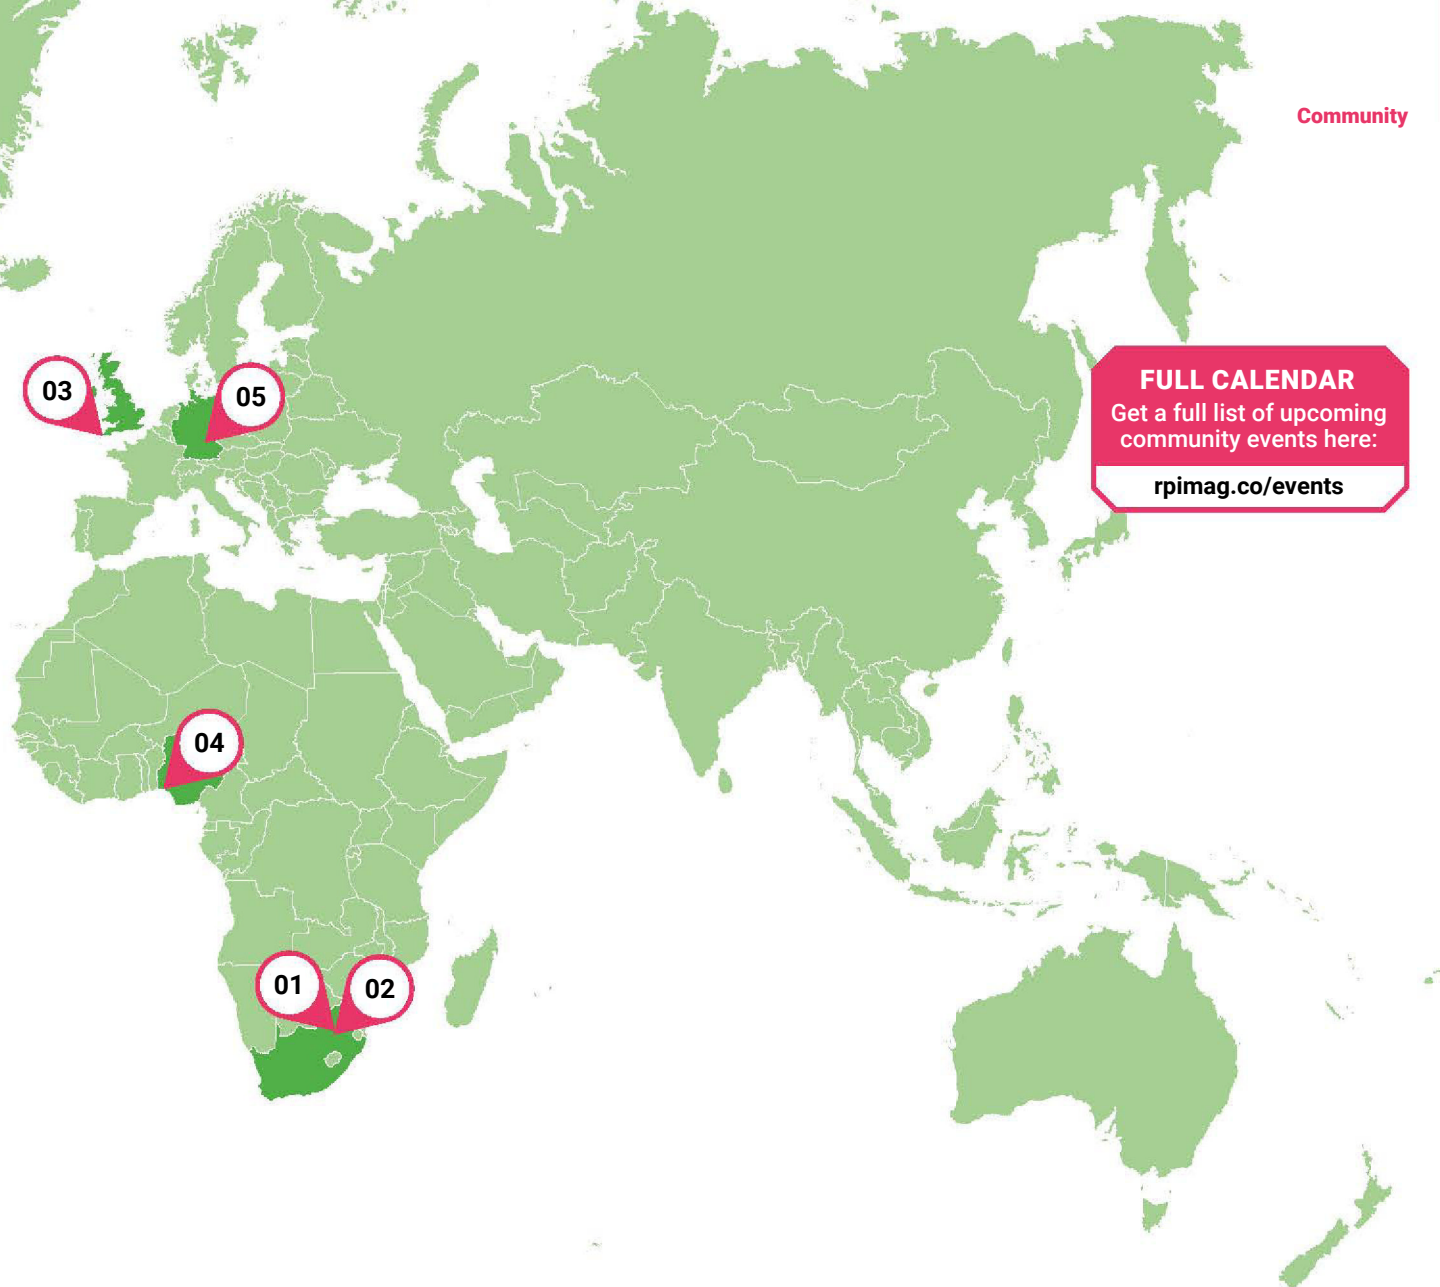 Community
03
05
FULL CALENDAR
Get a full list of upcoming
community events here:
rpimag.co/events
04
01
02